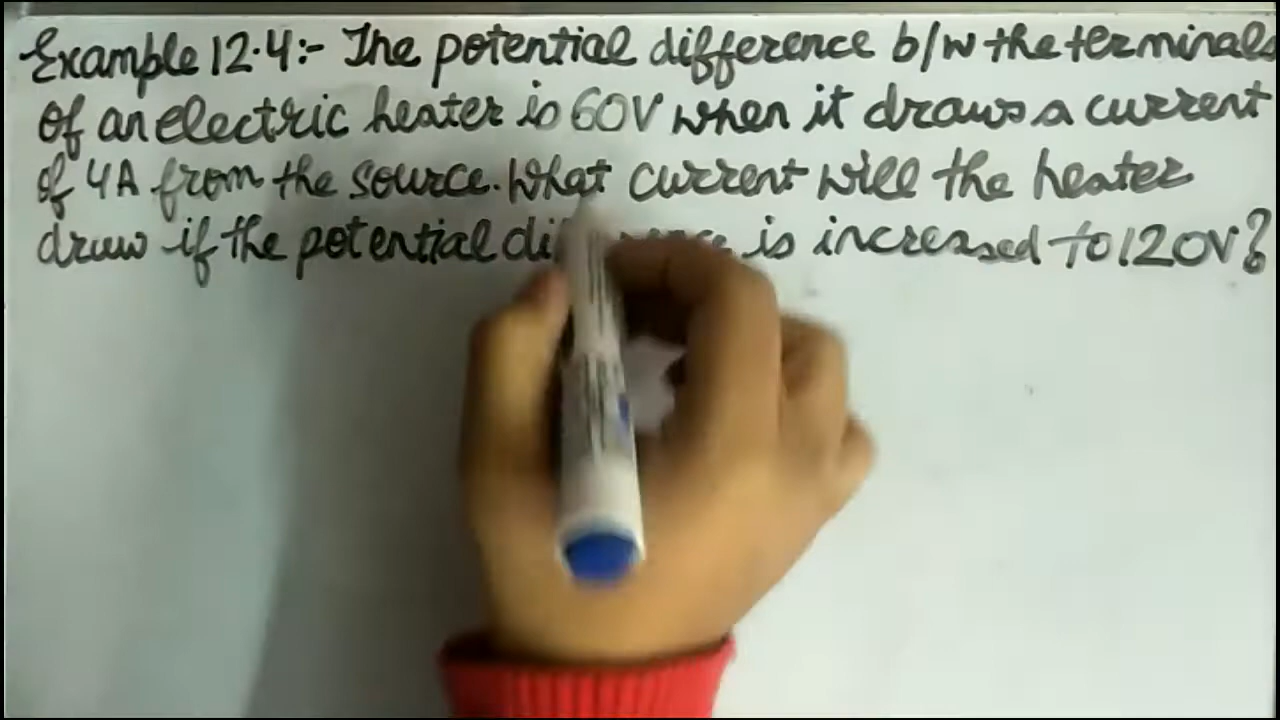 Example 12.4:- The potential difference b/w the terminals
of an electric heater is 60V when it draws a current
of 4A from the source. What current will the heater
draw if the potential is increased to 120V?